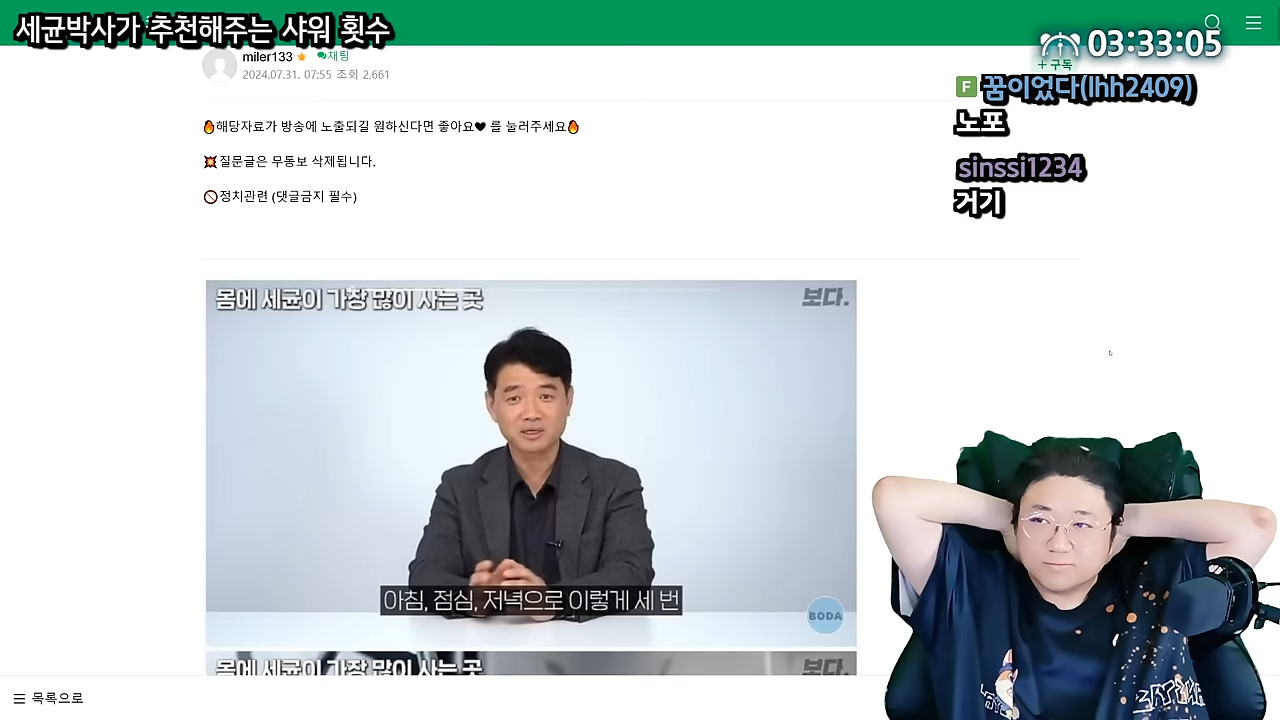 세균박사가 추천해주는 샤워 횟수
03:33:05
+ 구독
miler133
채팅
2024.07.31. 07:55 조회 2,661
F 꿈이었다(lhh2409)
노포
sinssi1234
거기
🔥해당자료가 방송에 노출되길 원하신다면 좋아요♥ 를 눌러주세요🔥
💥질문글은 무통보 삭제됩니다.
🚫정치관련 (댓글금지 필수)
몸에 세균이 가장 많이 사는 곳
보다.
아침, 점심, 저녁으로 이렇게 세 번
BODA
몸에 세균이 가장 많이 사는 곳
보다.
목록으로